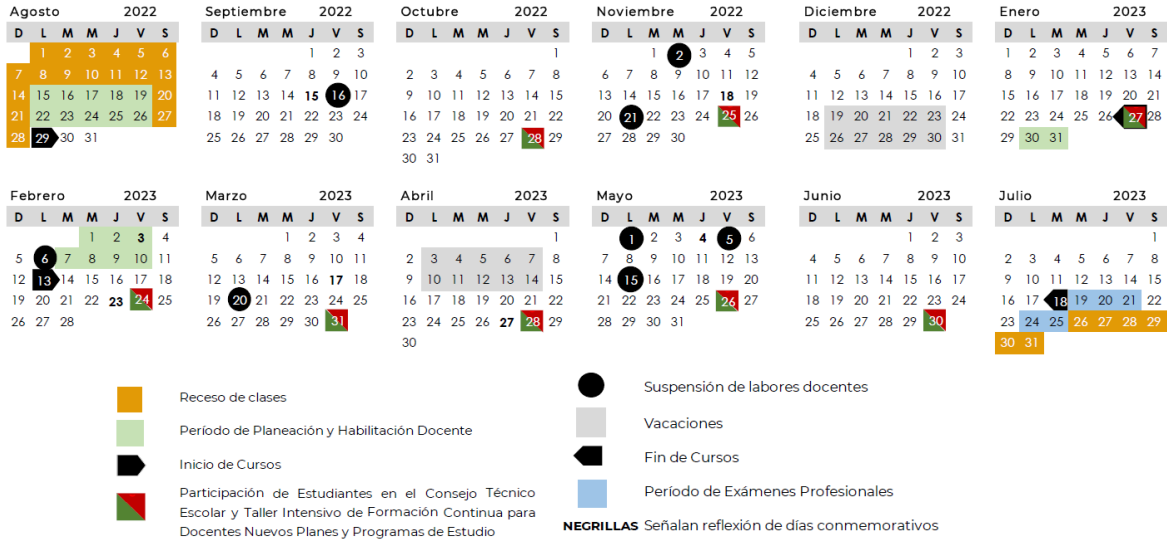 Agosto 2022 Septiembre 2022 Octubre 2022 Noviembre 2022 Diciembre 2022 Enero 2023
D L M M J V S D L M M J V S D L M M J V S D L M M J V S D L M M J V S D L M M J V S
1 2 3 4 5 6 1 2 3 1 1 2 3 4 5 1 2 3 1 2 3 4 5 6 7
7 8 9 10 11 12 13 4 5 6 7 8 9 10 2 3 4 5 6 7 8 6 7 8 9 10 11 12 4 5 6 7 8 9 10 8 9 10 11 12 13 14
14 15 16 17 18 19 20 11 12 13 14 15 16 17 9 10 11 12 13 14 15 13 14 15 16 17 18 19 11 12 13 14 15 16 17 15 16 17 18 19 20 21
21 22 23 24 25 26 27 18 19 20 21 22 23 24 16 17 18 19 20 21 22 20 21 22 23 24 25 26 18 19 20 21 22 23 24 22 23 24 25 26 27 28
28 29 30 31 25 26 27 28 29 30 23 24 25 26 27 28 29 27 28 29 30 25 26 27 28 29 30 31 29 30 31
30 31
Febrero 2023 Marzo 2023 Abril 2023 Mayo 2023 Junio 2023 Julio 2023
D L M M J V S D L M M J V S D L M M J V S D L M M J V S D L M M J V S D L M M J V S
1 2 3 4 1 2 3 4 1 1 2 3 4 5 6 1 2 3 1
5 6 7 8 9 10 11 5 6 7 8 9 10 11 2 3 4 5 6 7 8 7 8 9 10 11 12 13 4 5 6 7 8 9 10 2 3 4 5 6 7 8
12 13 14 15 16 17 18 12 13 14 15 16 17 18 9 10 11 12 13 14 15 14 15 16 17 18 19 20 11 12 13 14 15 16 17 9 10 11 12 13 14 15
19 20 21 22 23 24 25 19 20 21 22 23 24 25 16 17 18 19 20 21 22 21 22 23 24 25 26 27 18 19 20 21 22 23 24 16 17 18 19 20 21 22
26 27 28 26 27 28 29 30 31 23 24 25 26 27 28 29 28 29 30 31 25 26 27 28 29 30 23 24 25 26 27 28 29
30 30 31
Receso de clases
Período de Planeación y Habilitación Docente
Inicio de Cursos
Participación de Estudiantes en el Consejo Técnico
Escolar y Taller Intensivo de Formación Continua para
Docentes Nuevos Planes y Programas de Estudio
Suspensión de labores docentes
Vacaciones
Fin de Cursos
Período de Exámenes Profesionales
NEGRILLAS Señalan reflexión de días conmemorativos